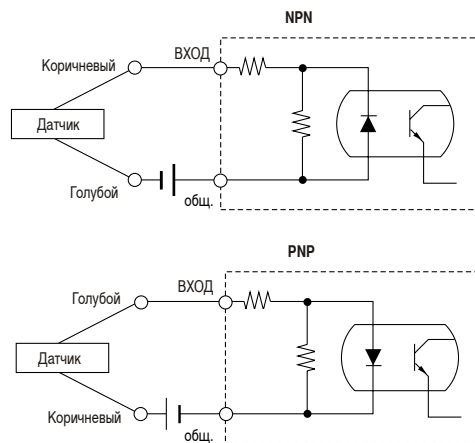 NPN
ВХОД
Коричневый
Датчик
Голубой
общ.
PNP
ВХОД
Голубой
Датчик
Коричневый
общ.